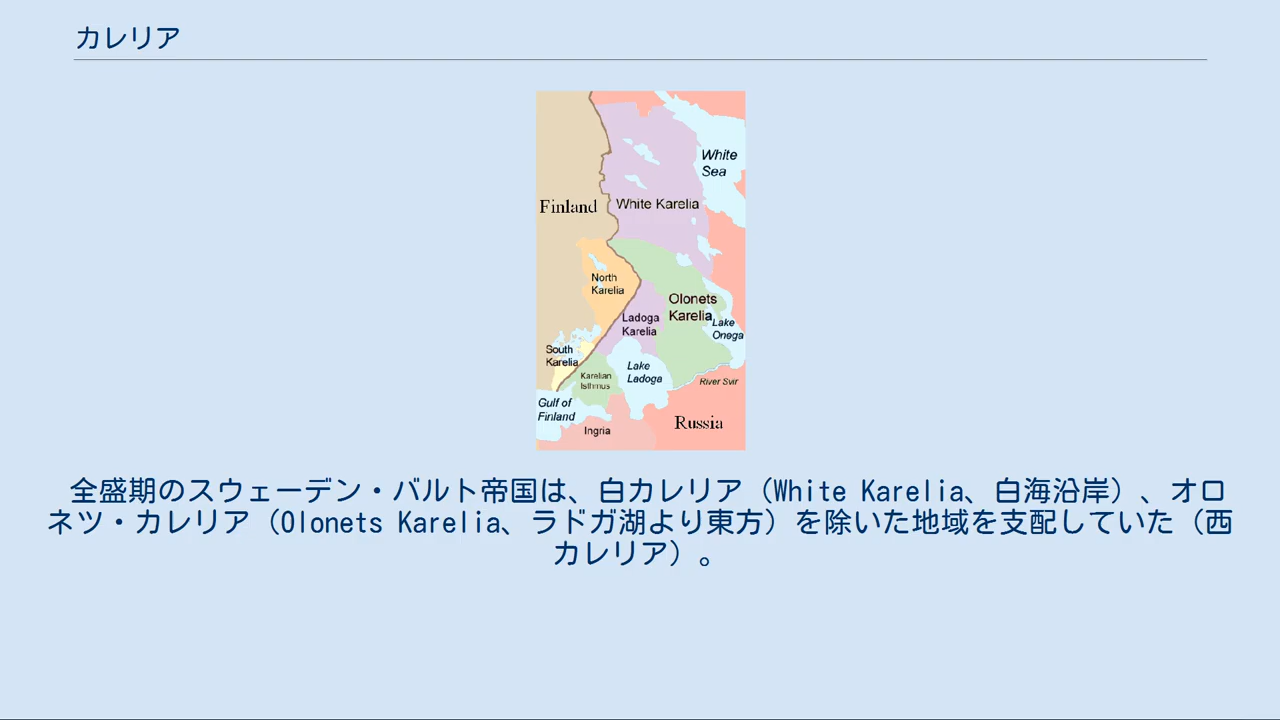 カレリア
White
Sea
Finland
White Karelia
North
Karelia
Olonets
Karelia
Ladoga
Karelia
Lake
Onega
South
Karelia
Lake
Ladoga
Karelian
Isthmus
River Svir
Gulf of
Finland
Russia
Ingria
全盛期のスウェーデン・バルト帝国は、白カレリア（White Karelia、白海沿岸）、オロ
ネツ・カレリア（Olonets Karelia、ラドガ湖より東方）を除いた地域を支配していた（西
カレリア）。